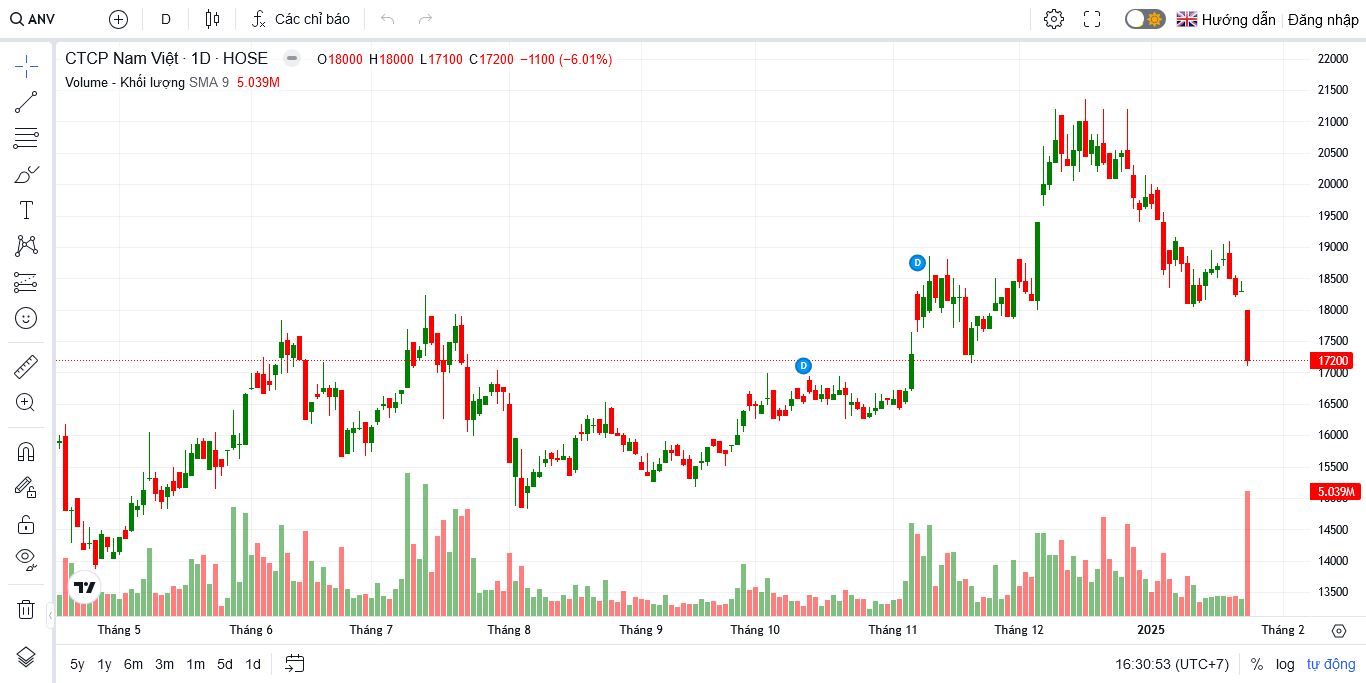 ANV D Các chỉ báo Hướng dẫn Đăng nhập
CTCP Nam Việt · 1D · HOSE O18000 H18000 L17100 C17200 −1100 (−6.01%)
Volume - Khối lượng SMA 9 5.039M
22000
21500
21000
20500
20000
19500
19000
18500
D
18000
17500
17200
D
17000
16500
16000
15500
5.039M
14500
14000
13500
Tháng 5 Tháng 6 Tháng 7 Tháng 8 Tháng 9 Tháng 10 Tháng 11 Tháng 12 2025 Tháng 2
5y 1y 6m 3m 1m 5d 1d 16:30:53 (UTC+7) % log tự động